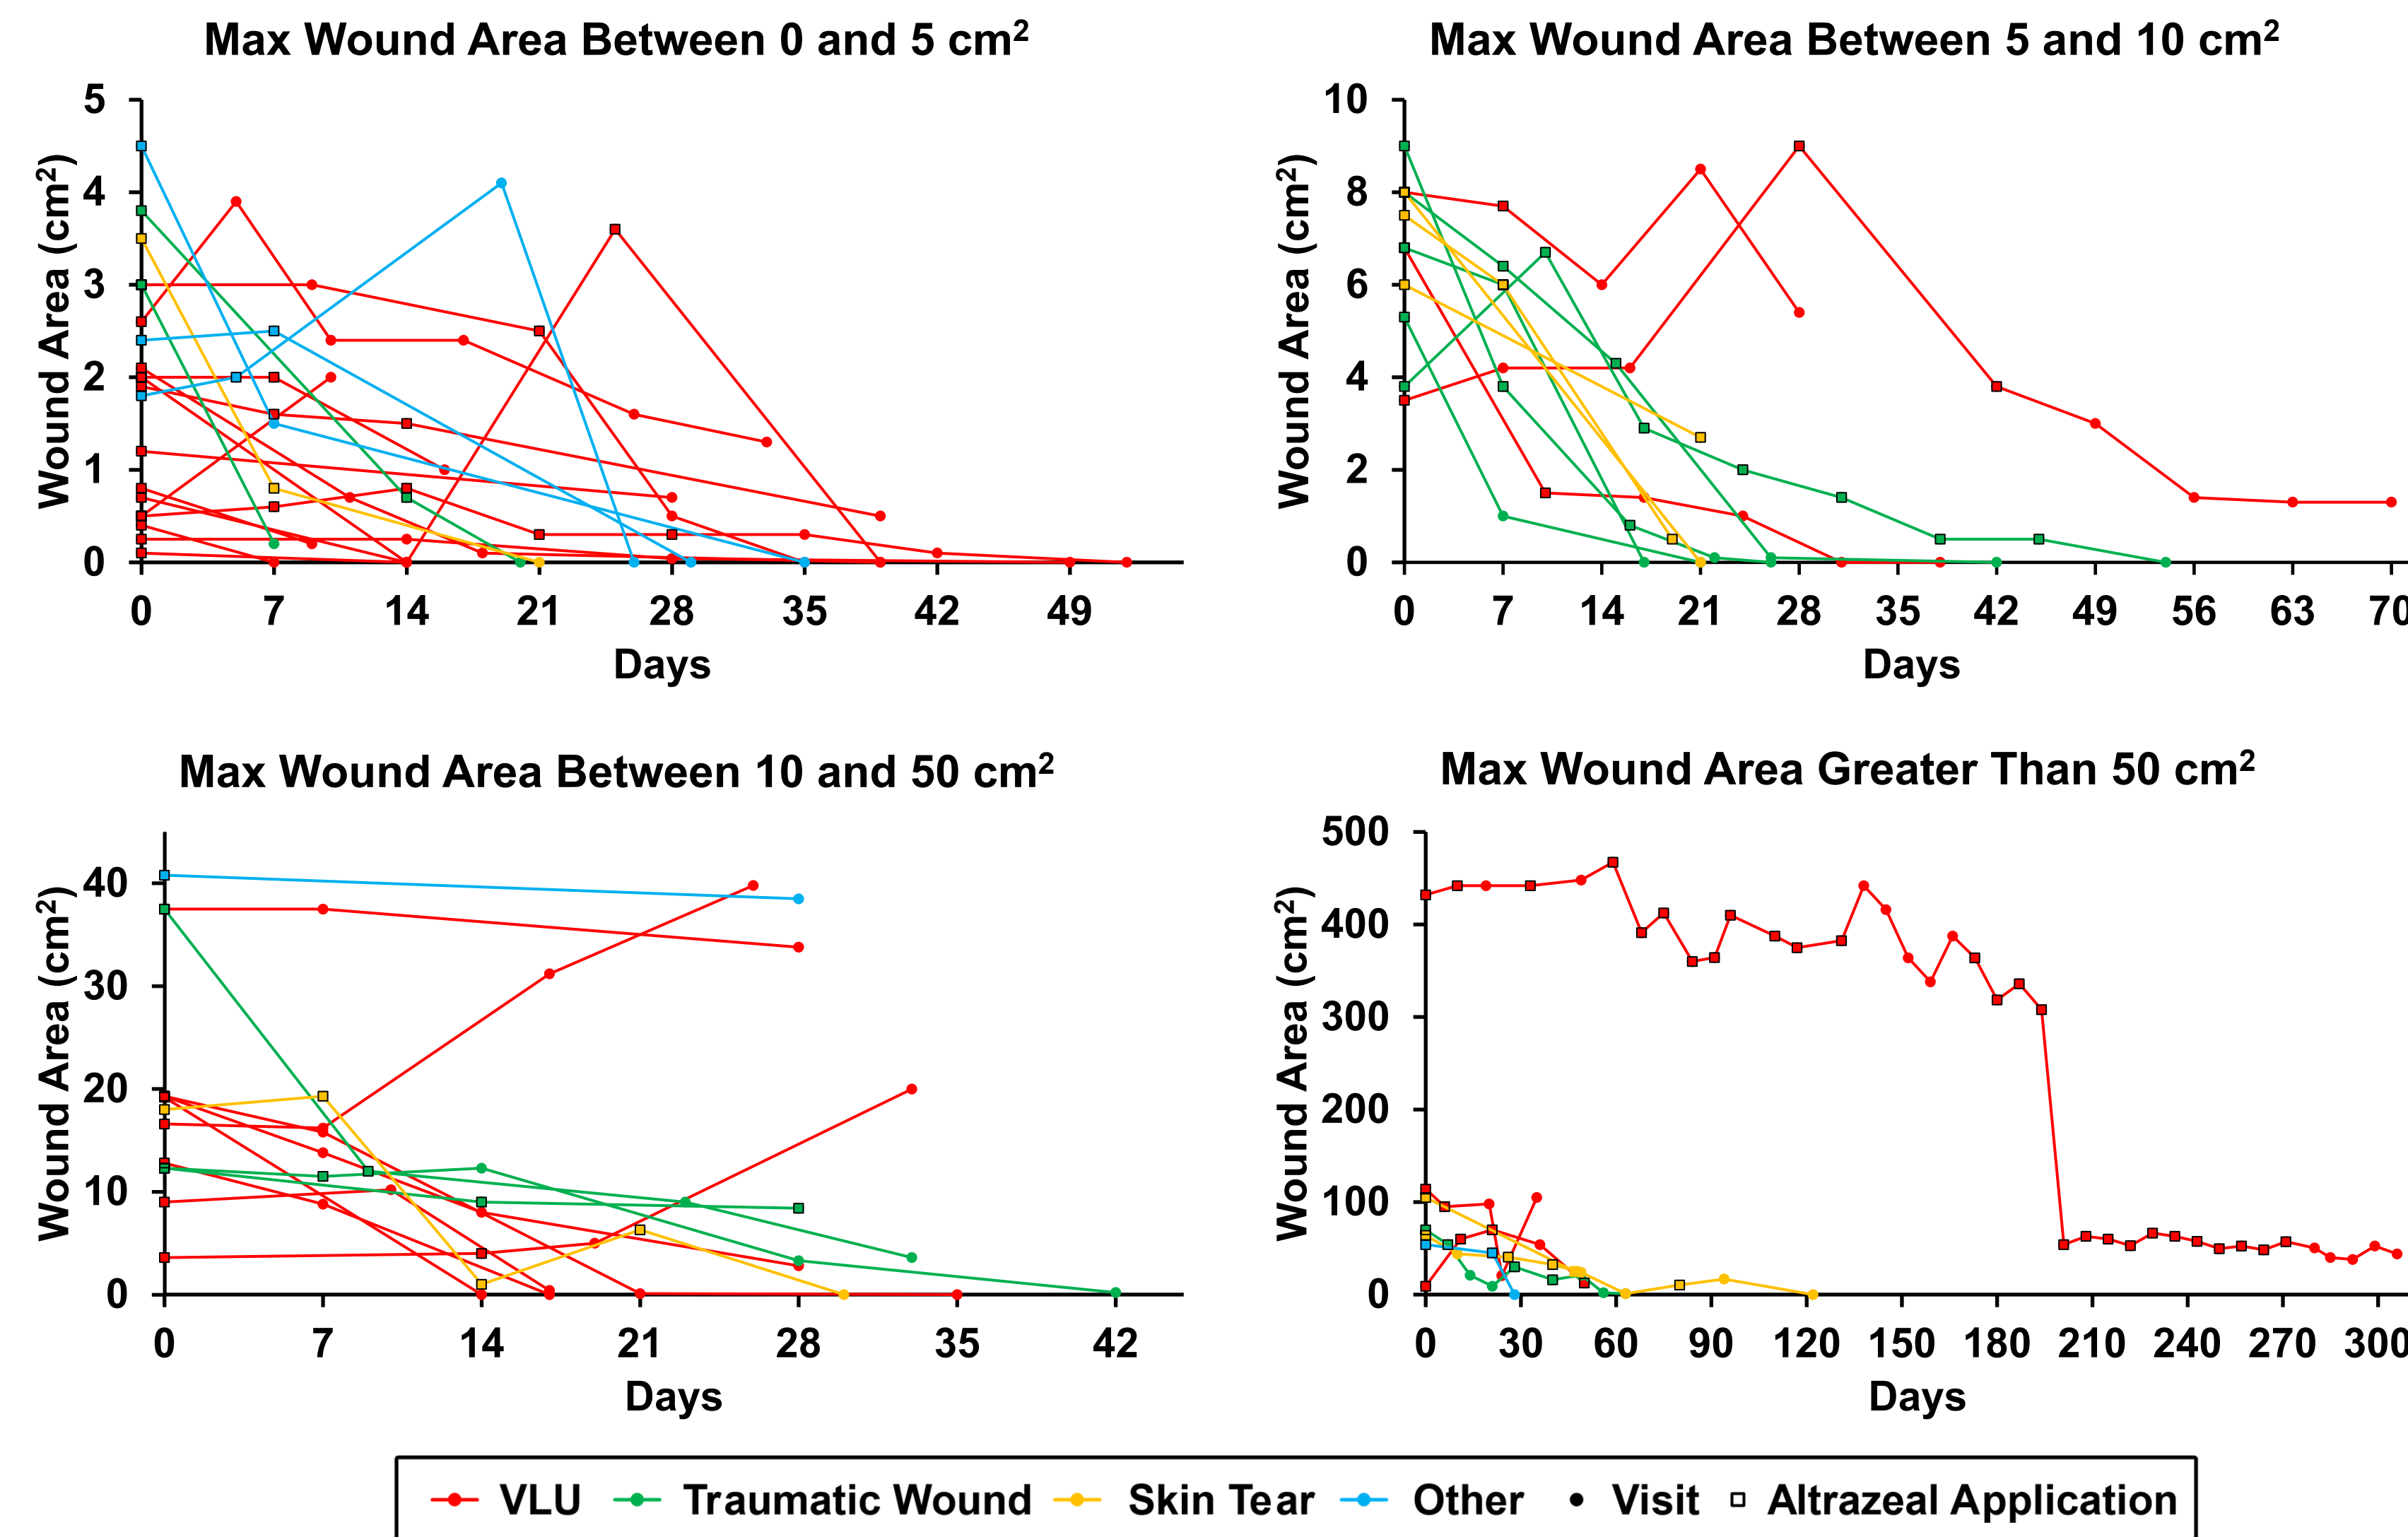 Max Wound Area Between 0 and 5 cm²
Wound Area (cm²)
5
4
3
2
1
0
0 7 14 21 28 35 42 49
Days
Max Wound Area Between 5 and 10 cm²
Wound Area (cm²)
10
8
6
4
2
0
0 7 14 21 28 35 42 49 56 63 70
Days
Max Wound Area Between 10 and 50 cm²
Wound Area (cm²)
40
30
20
10
0
0 7 14 21 28 35 42
Days
Max Wound Area Greater Than 50 cm²
Wound Area (cm²)
500
400
300
200
100
0
0 30 60 90 120 150 180 210 240 270 300
Days
VLU Traumatic Wound Skin Tear Other Visit Altrazeal Application